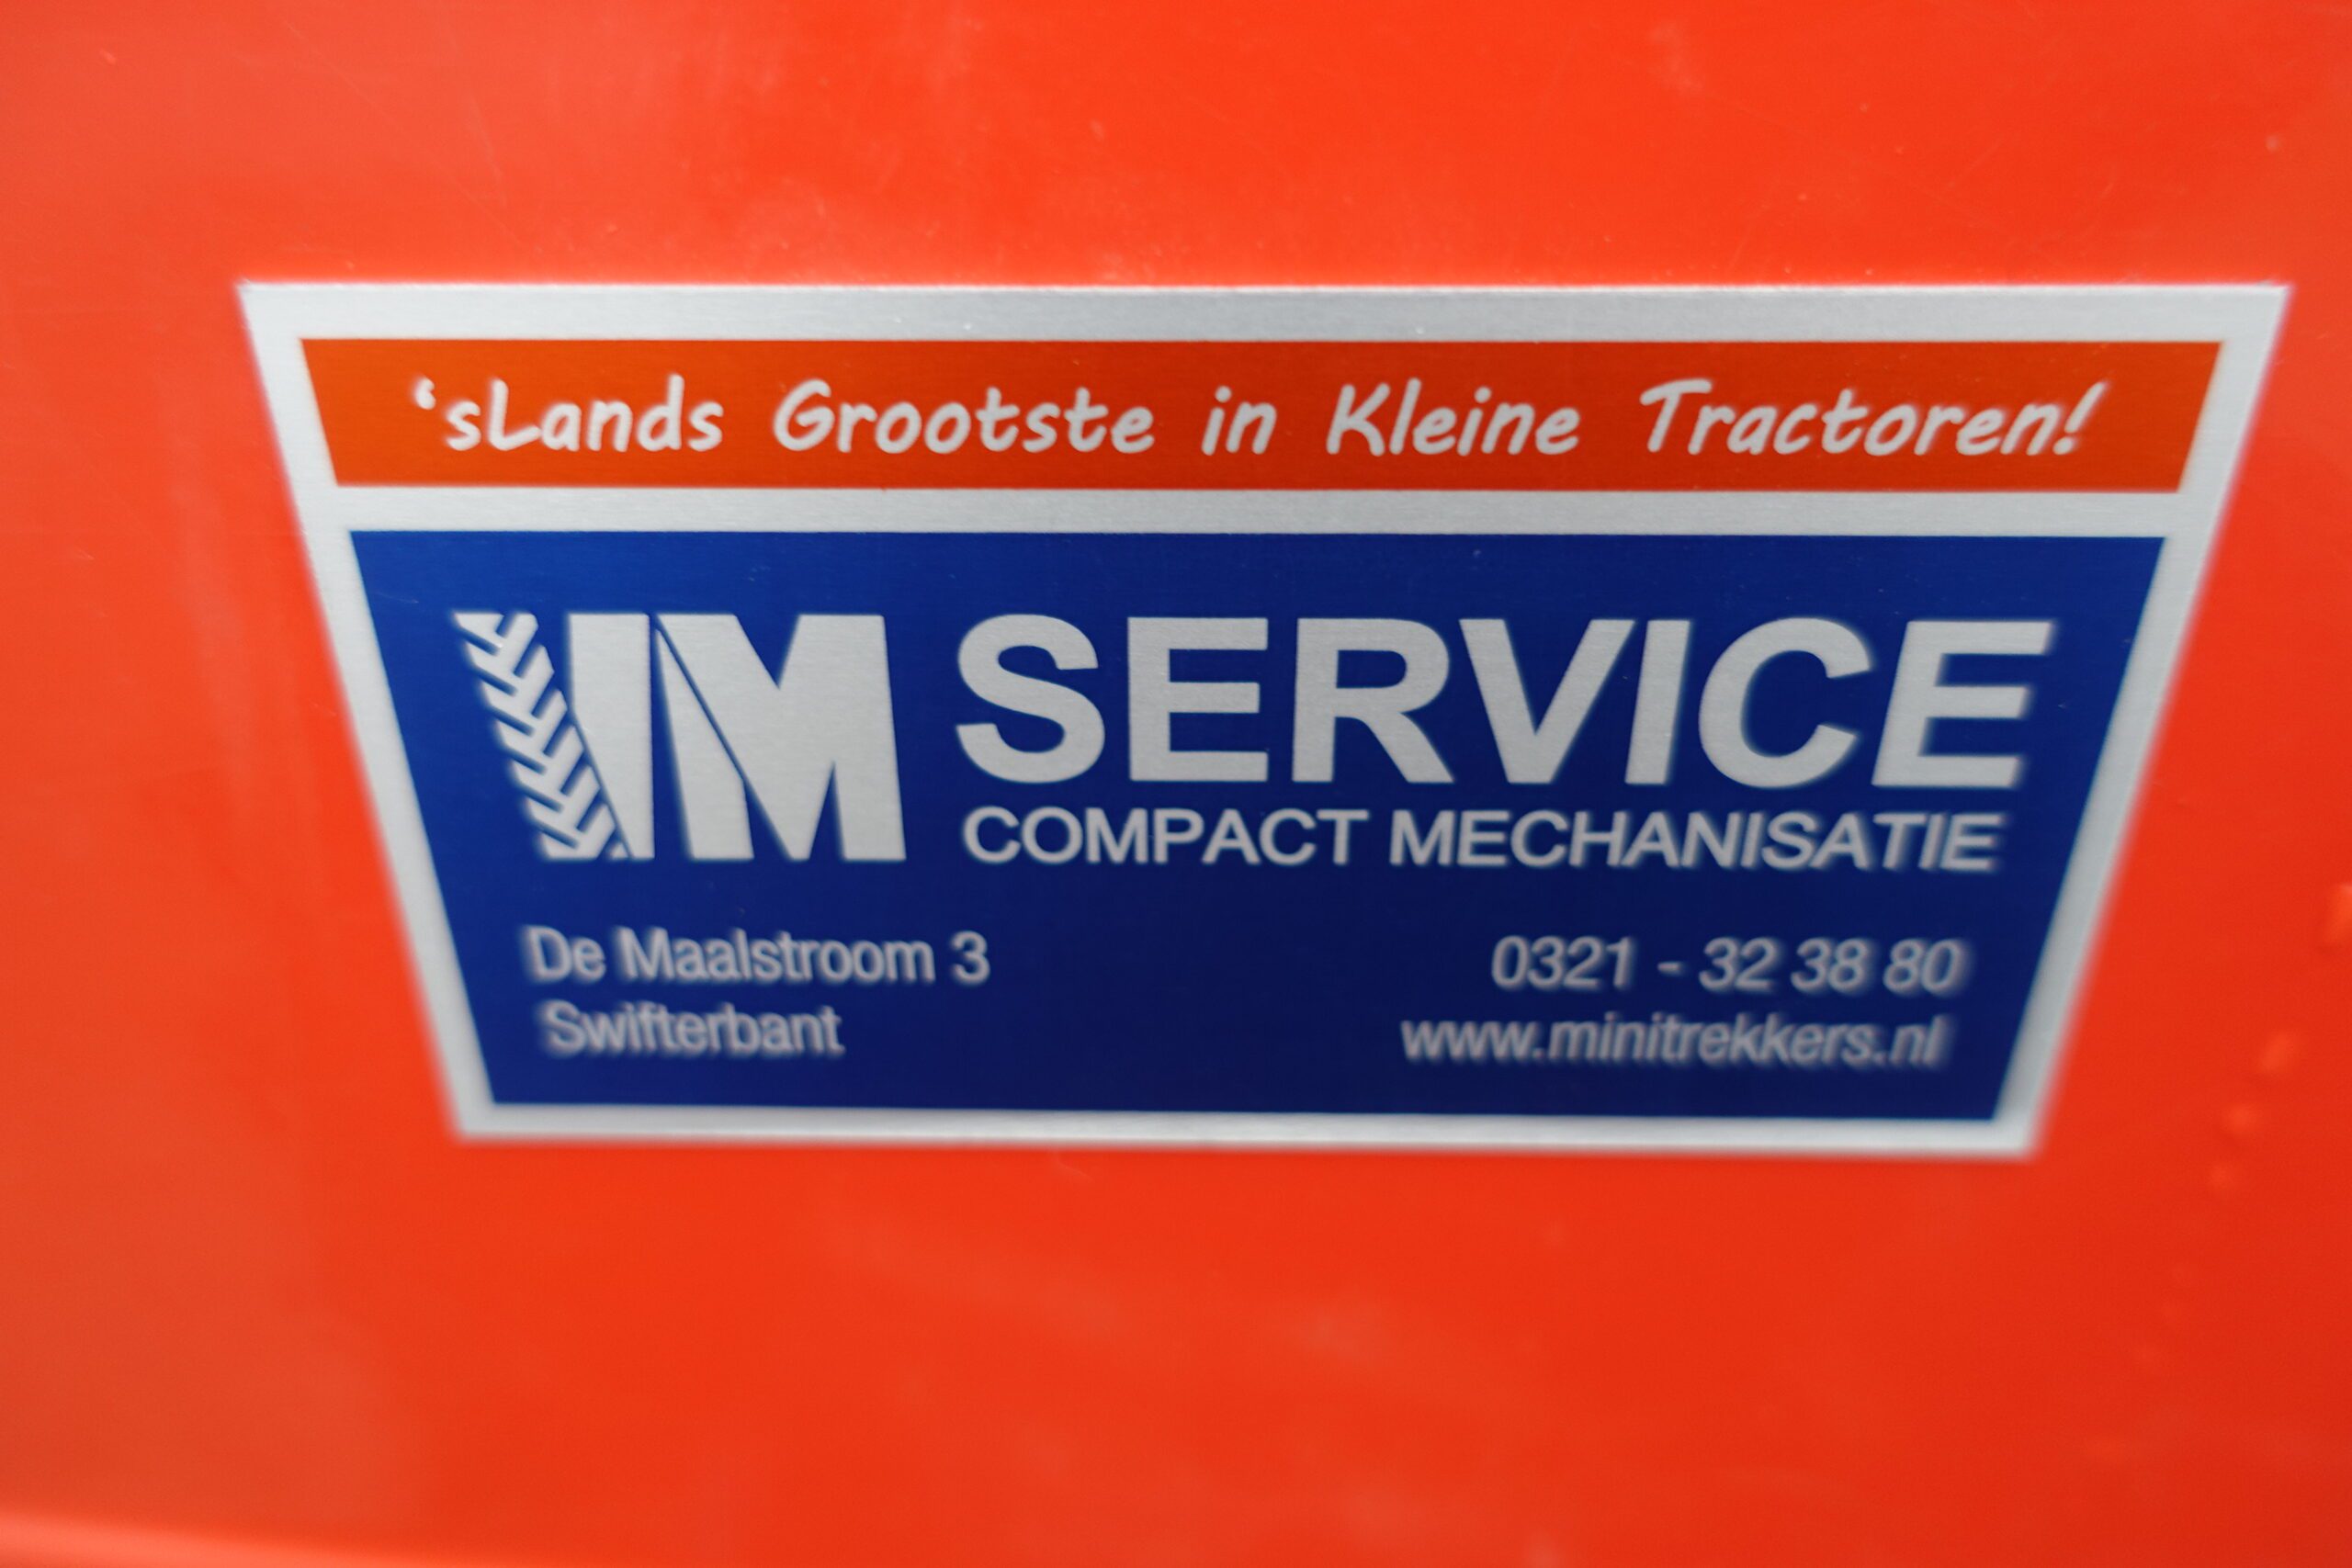 ‘sLands Grootste in Kleine Tractoren!
IM SERVICE
COMPACT MECHANISATIE
De Maalstroom 3
Swifterbant
0321 - 32 38 80
www.minitrekkers.nl